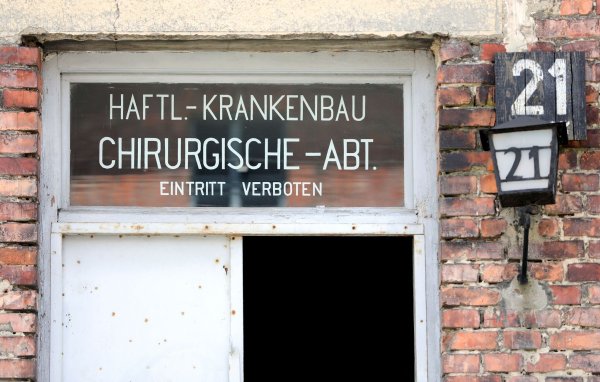 HAFTL.-KRANKENBAU
CHIRURGISCHE-ABT.
EINTRITT VERBOTEN
21
21